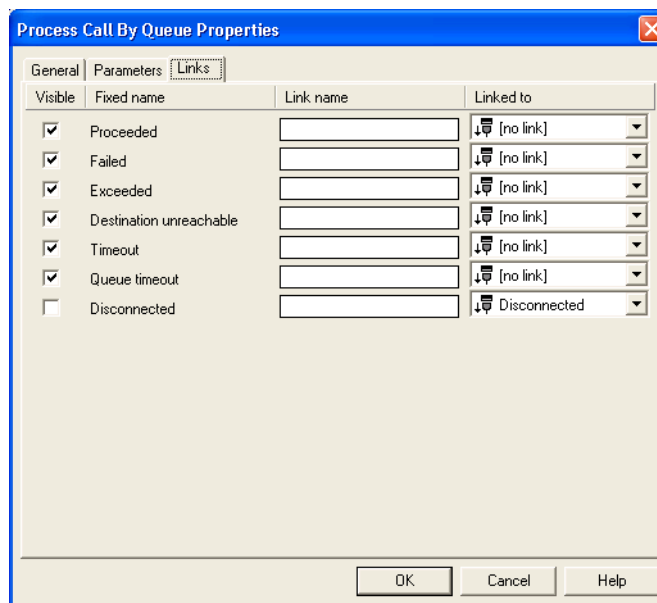 Process Call By Queue Properties
General Parameters Links
Visible Fixed name Link name Linked to
Proceeded [no link]
Failed [no link]
Exceeded [no link]
Destination unreachable [no link]
Timeout [no link]
Queue timeout [no link]
Disconnected Disconnected
OK Cancel Help